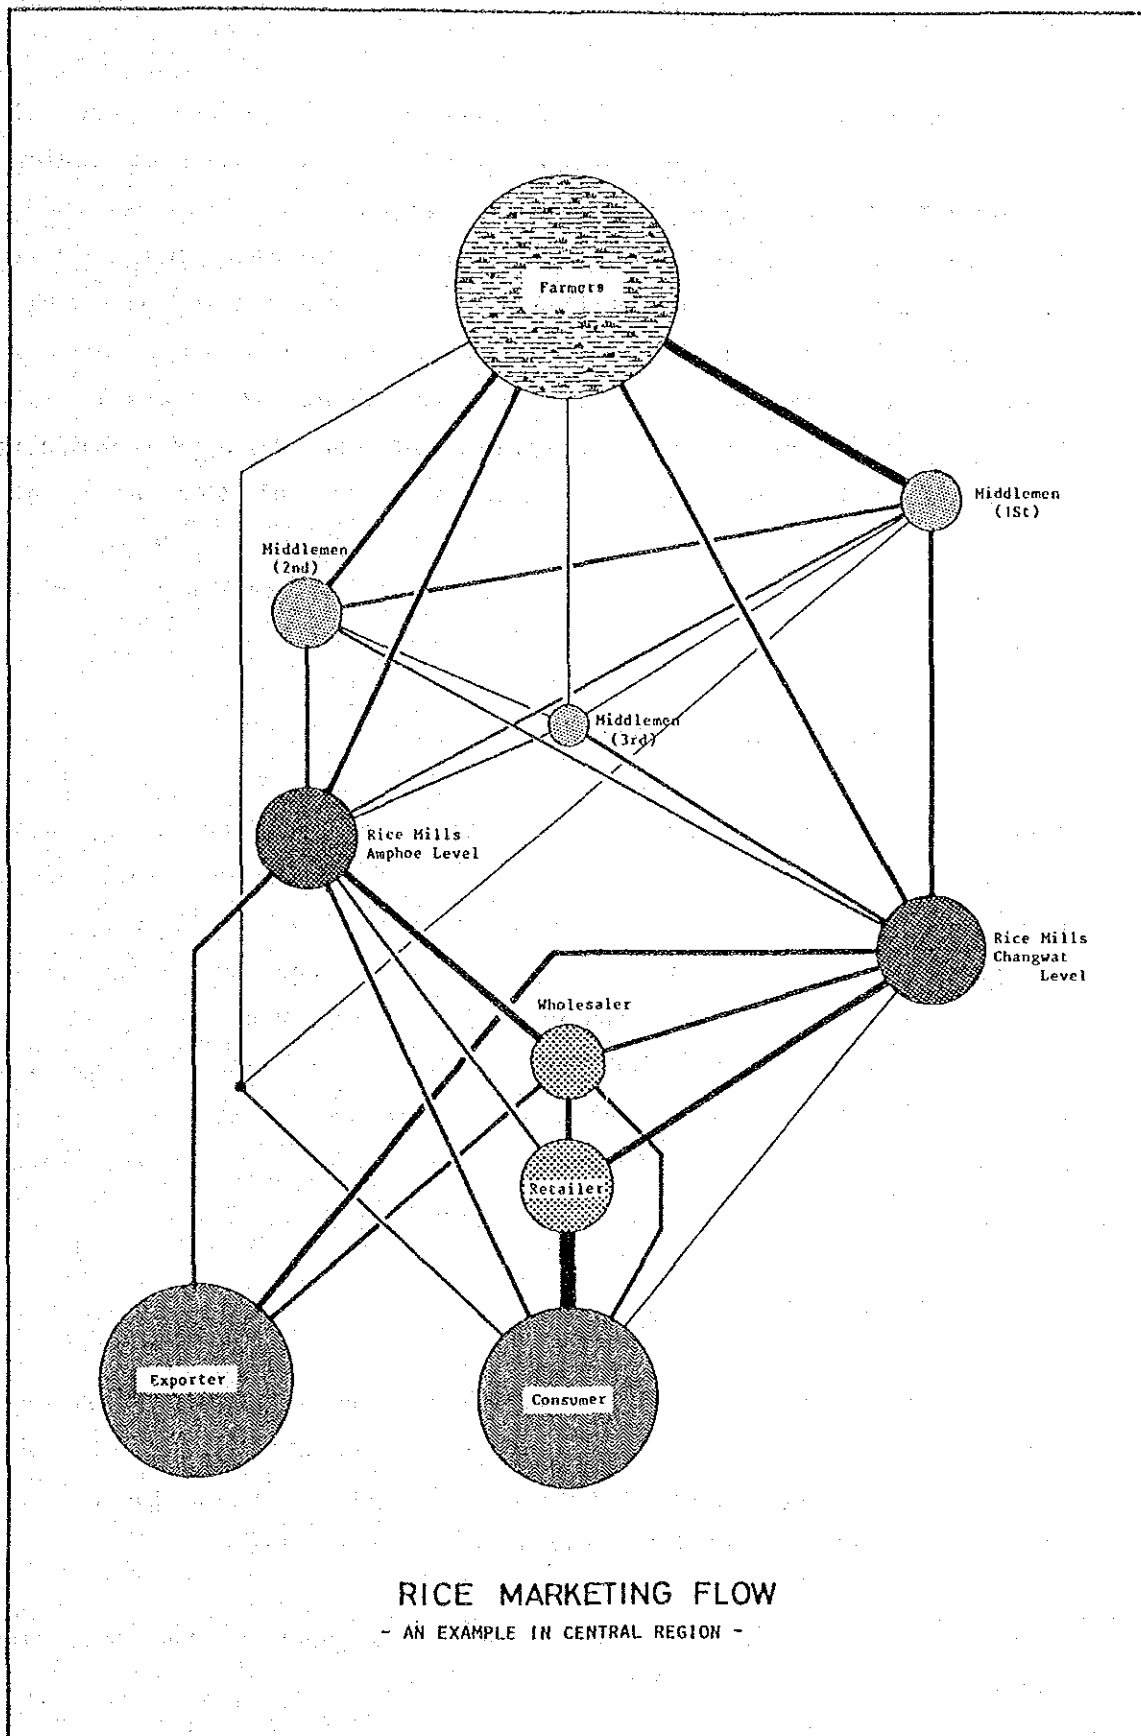 Farmers
Middlemen
(1St)
Middlemen
(2nd)
Middlemen
(3rd)
Rice Mills
Amphoe Level
Rice Mills
Changwat
Level
Wholesaler
Retailer
Exporter
Consumer
RICE MARKETING FLOW
- AN EXAMPLE IN CENTRAL REGION -